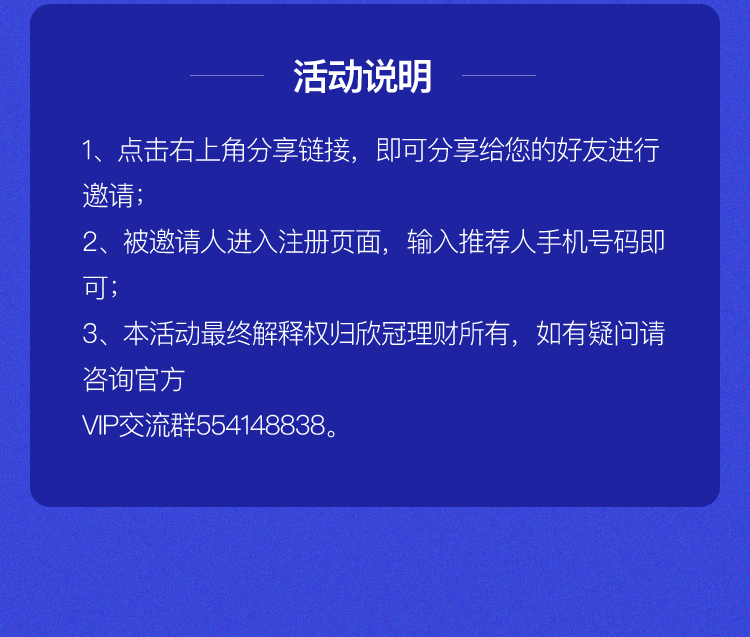 活动说明
1、点击右上角分享链接，即可分享给您的好友进行
邀请；
2、被邀请人进入注册页面，输入推荐人手机号码即
可；
3、本活动最终解释权归欣冠理财所有，如有疑问请
咨询官方
VIP交流群554148838。